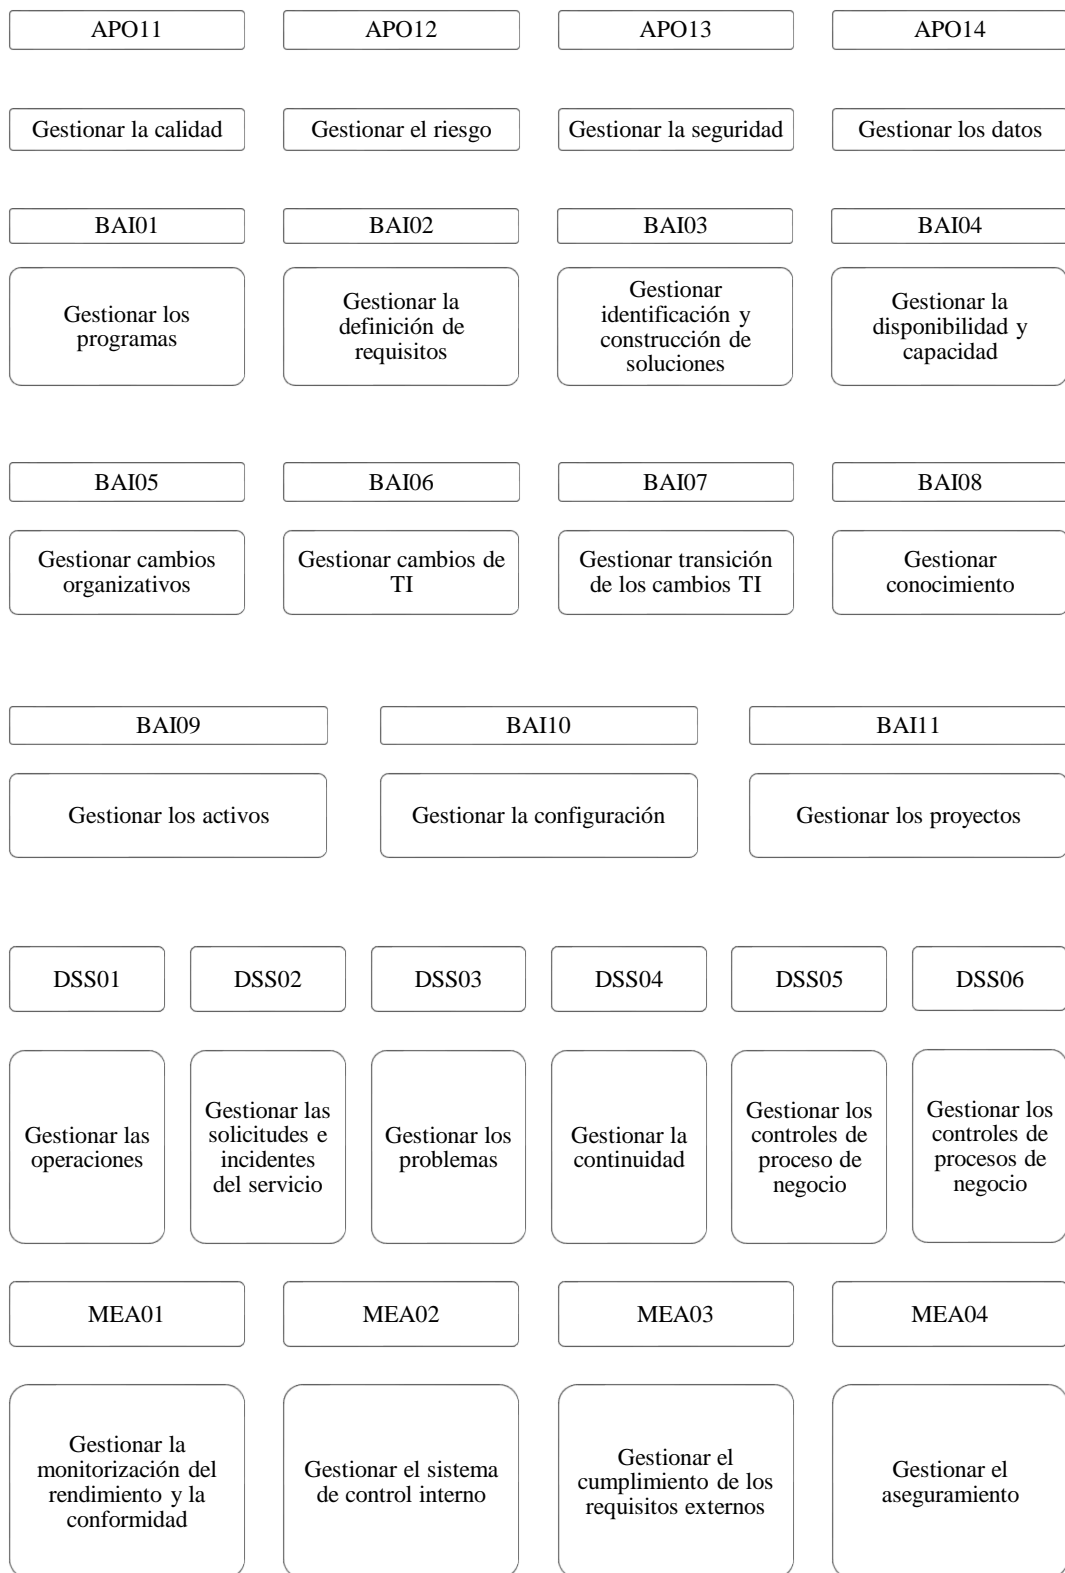 APO11
APO12
APO13
APO14
Gestionar la calidad
Gestionar el riesgo
Gestionar la seguridad
Gestionar los datos
BAI01
BAI02
BAI03
BAI04
Gestionar los
programas
Gestionar la
definición de
requisitos
Gestionar
identificación y
construcción de
soluciones
Gestionar la
disponibilidad y
capacidad
BAI05
BAI06
BAI07
BAI08
Gestionar cambios
organizativos
Gestionar cambios de
TI
Gestionar transición
de los cambios TI
Gestionar
conocimiento
BAI09
BAI10
BAI11
Gestionar los activos
Gestionar la configuración
Gestionar los proyectos
DSS01
DSS02
DSS03
DSS04
DSS05
DSS06
Gestionar las
operaciones
Gestionar las
solicitudes e
incidentes
del servicio
Gestionar los
problemas
Gestionar la
continuidad
Gestionar los
controles de
proceso de
negocio
Gestionar los
controles de
procesos de
negocio
MEA01
MEA02
MEA03
MEA04
Gestionar la
monitorización del
rendimiento y la
conformidad
Gestionar el sistema
de control interno
Gestionar el
cumplimiento de los
requisitos externos
Gestionar el
aseguramiento